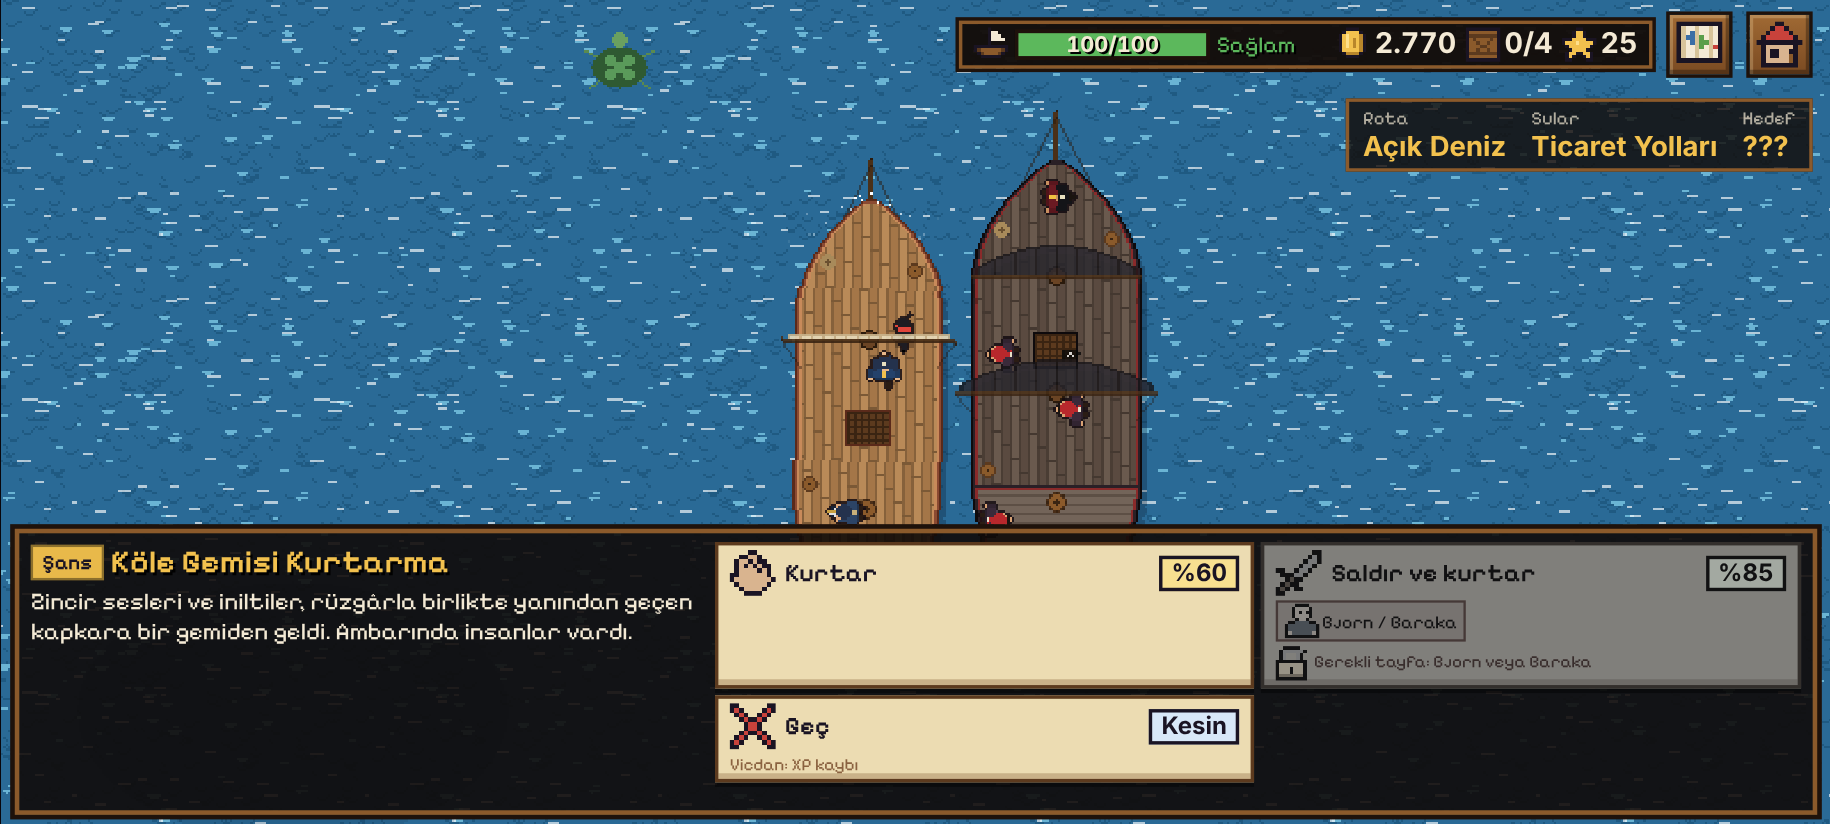 100/100 Sağlam 2.770 0/4 25
Rota Sular Hedef
Açık Deniz Ticaret Yolları ???
Şans Köle Gemisi Kurtarma
Zincir sesleri ve iniltiler, rüzgârla birlikte yanından geçen
kapkara bir gemiden geldi. Ambarında insanlar vardı.
Kurtar %60
Saldır ve kurtar %85
Bjorn / Baraka
Gerekli tayfa: Bjorn veya Baraka
Geç Kesin
Vicdan: XP kaybı